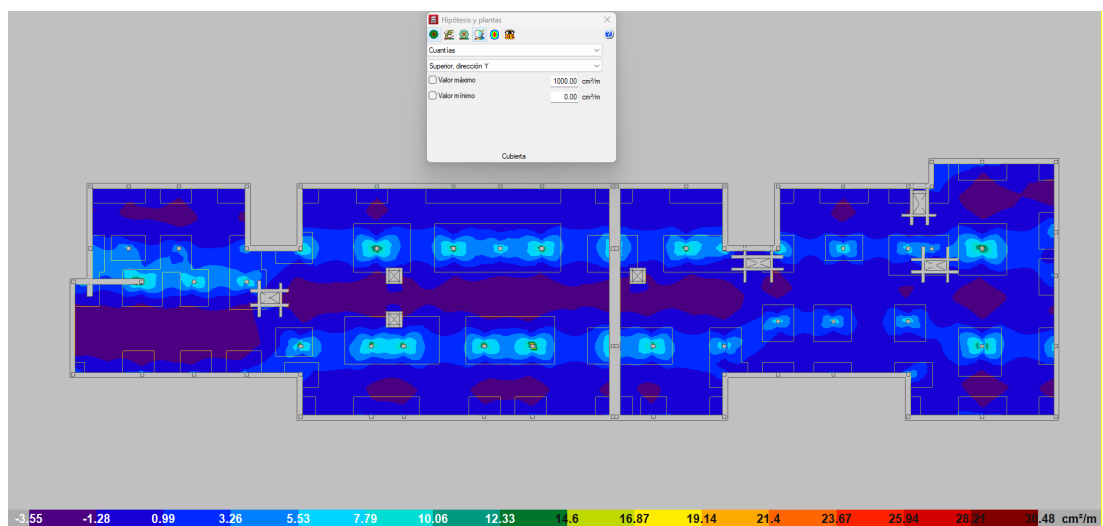 Hipótesis y plantas
Cuantías
Superior, dirección Y
Valor máximo 1000.00 cm²/m
Valor mínimo 0.00 cm²/m
Cubierta
-3.55 -1.28 0.99 3.26 5.53 7.79 10.06 12.33 14.6 16.87 19.14 21.4 23.67 25.94 28.21 30.48 cm²/m